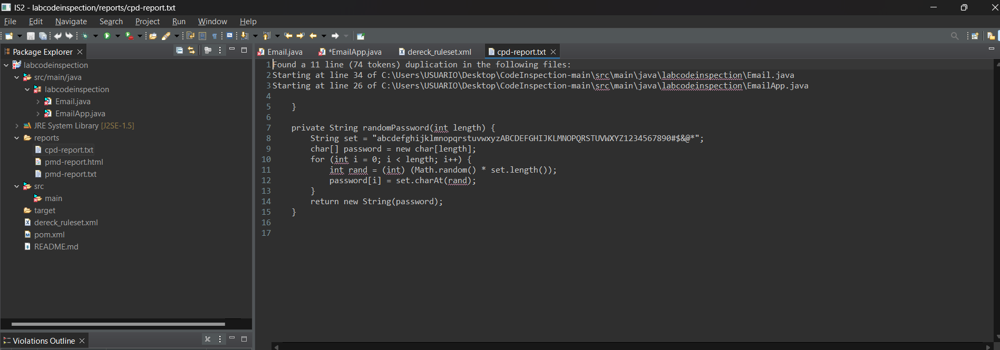 IS2 - labcodeinspection/reports/cpd-report.txt
File Edit Navigate Search Project Run Window Help
Package Explorer
labcodeinspection
src/main/java
labcodeinspection
Email.java
EmailApp.java
JRE System Library [J2SE-1.5]
reports
cpd-report.txt
pmd-report.html
pmd-report.txt
src
main
target
dereck_ruleset.xml
pom.xml
README.md
Violations Outline
Email.java *EmailApp.java dereck_ruleset.xml cpd-report.txt
1 Found a 11 line (74 tokens) duplication in the following files:
2 Starting at line 34 of C:\Users\USUARIO\Desktop\CodeInspection-main\src\main\java\labcodeinspection\Email.java
3 Starting at line 26 of C:\Users\USUARIO\Desktop\CodeInspection-main\src\main\java\labcodeinspection\EmailApp.java
4
5 }
6
7 private String randomPassword(int length) {
8 String set = "abcdefghijklmnopqrstuvwxyzABCDEFGHIJKLMNOPQRSTUVWXYZ1234567890#$&@*";
9 char[] password = new char[length];
10 for (int i = 0; i < length; i++) {
11 int rand = (int) (Math.random() * set.length());
12 password[i] = set.charAt(rand);
13 }
14 return new String(password);
15 }
16
17